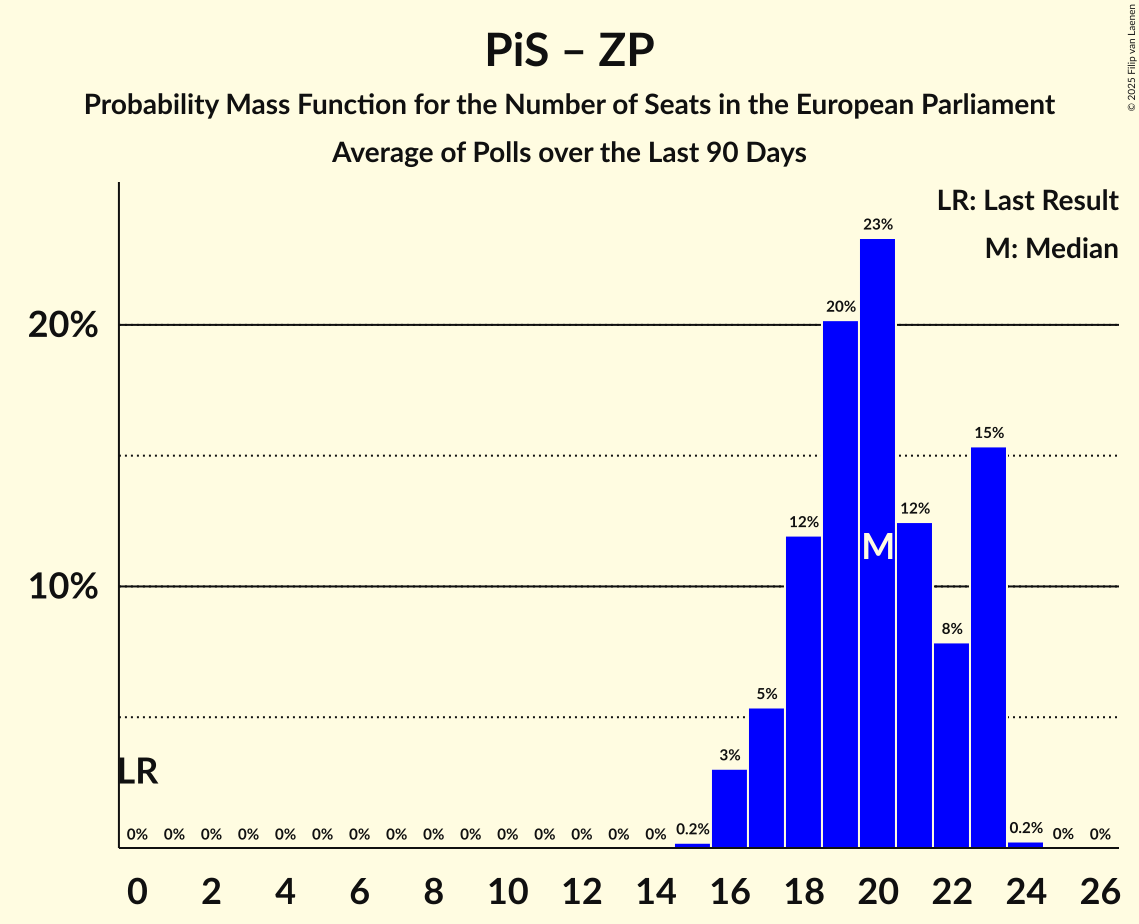 PiS – ZP
Probability Mass Function for the Number of Seats in the European Parliament
Average of Polls over the Last 90 Days
© 2025 Filip van Laenen
LR: Last Result
M: Median
23%
20%
20%
15%
12%
12%
M
10%
8%
5%
3%
LR
0% 0% 0% 0% 0% 0% 0% 0% 0% 0% 0% 0% 0% 0% 0% 0.2% 0.2% 0% 0%
0 2 4 6 8 10 12 14 16 18 20 22 24 26